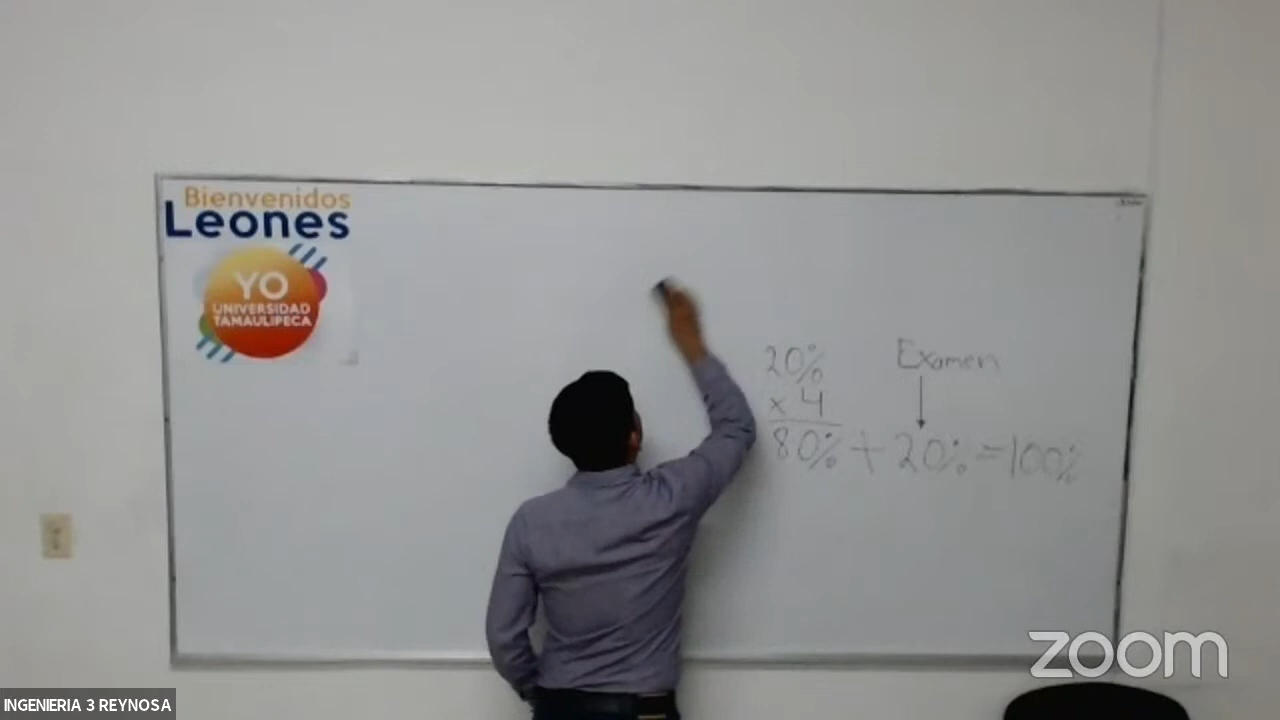 Bienvenidos
Leones
YO
UNIVERSIDAD
TAMAULIPECA
20%
x 4
80% + 20% = 100%
Examen
zoom
INGENIERIA 3 REYNOSA